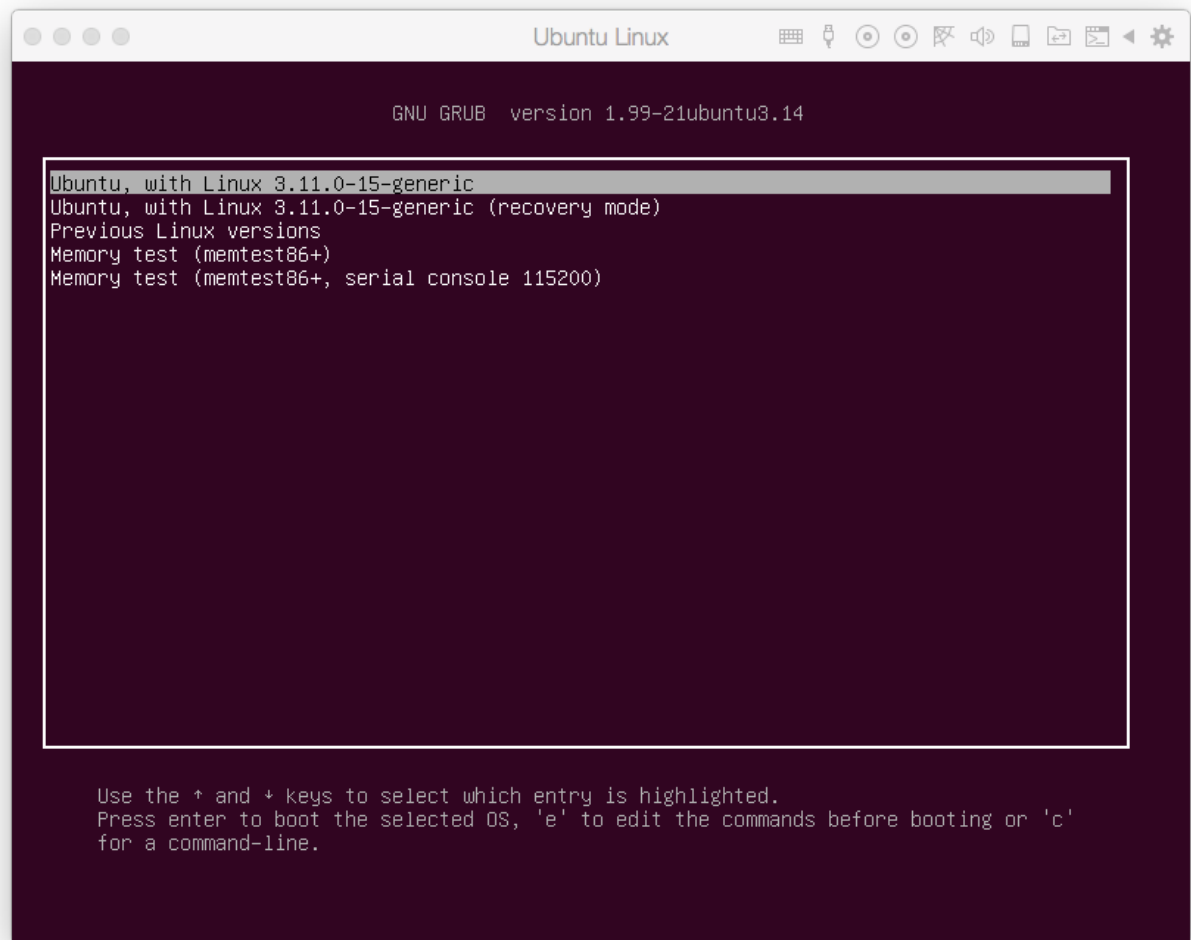 Ubuntu Linux
GNU GRUB  version 1.99-21ubuntu3.14
Ubuntu, with Linux 3.11.0-15-generic
Ubuntu, with Linux 3.11.0-15-generic (recovery mode)
Previous Linux versions
Memory test (memtest86+)
Memory test (memtest86+, serial console 115200)
Use the ↑ and ↓ keys to select which entry is highlighted.
Press enter to boot the selected OS, 'e' to edit the commands before booting or 'c'
for a command-line.